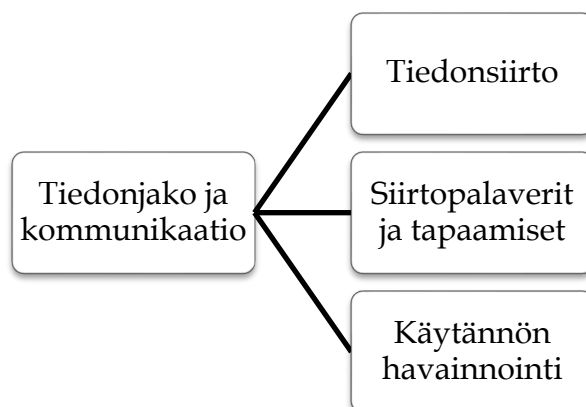 Tiedonjako ja
kommunikaatio
Tiedonsiirto
Siirtopalaverit
ja tapaamiset
Käytännön
havainnointi